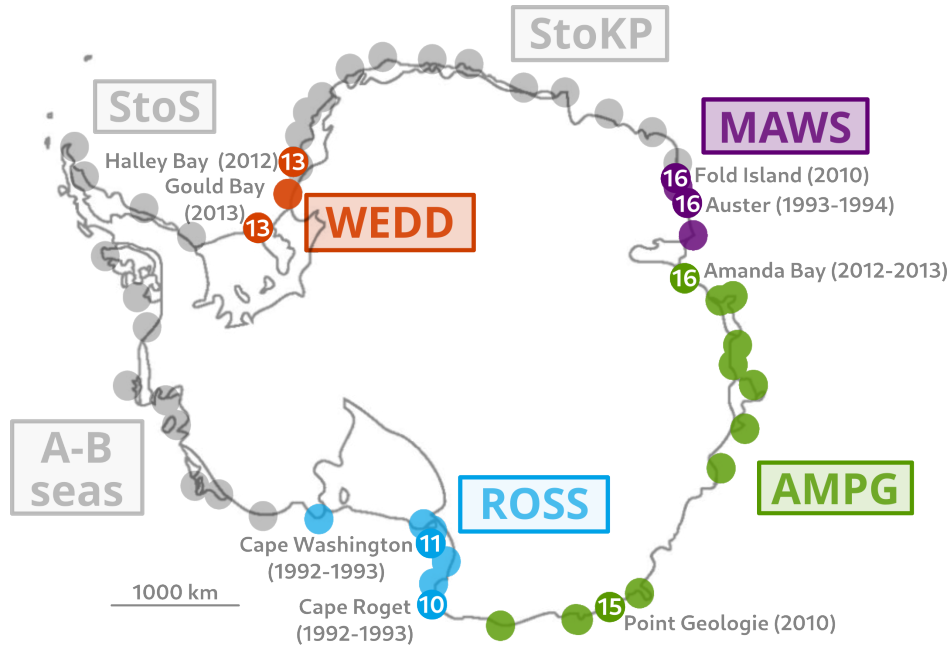 StoKP
StoS
MAWS
Halley Bay (2012)
13
16
Fold Island (2010)
Gould Bay
(2013)
13
16
Auster (1993-1994)
WEDD
16
Amanda Bay (2012-2013)
A-B
seas
ROSS
AMPG
Cape Washington
(1992-1993)
11
1000 km
Cape Roget
(1992-1993)
10
15
Point Geologie (2010)